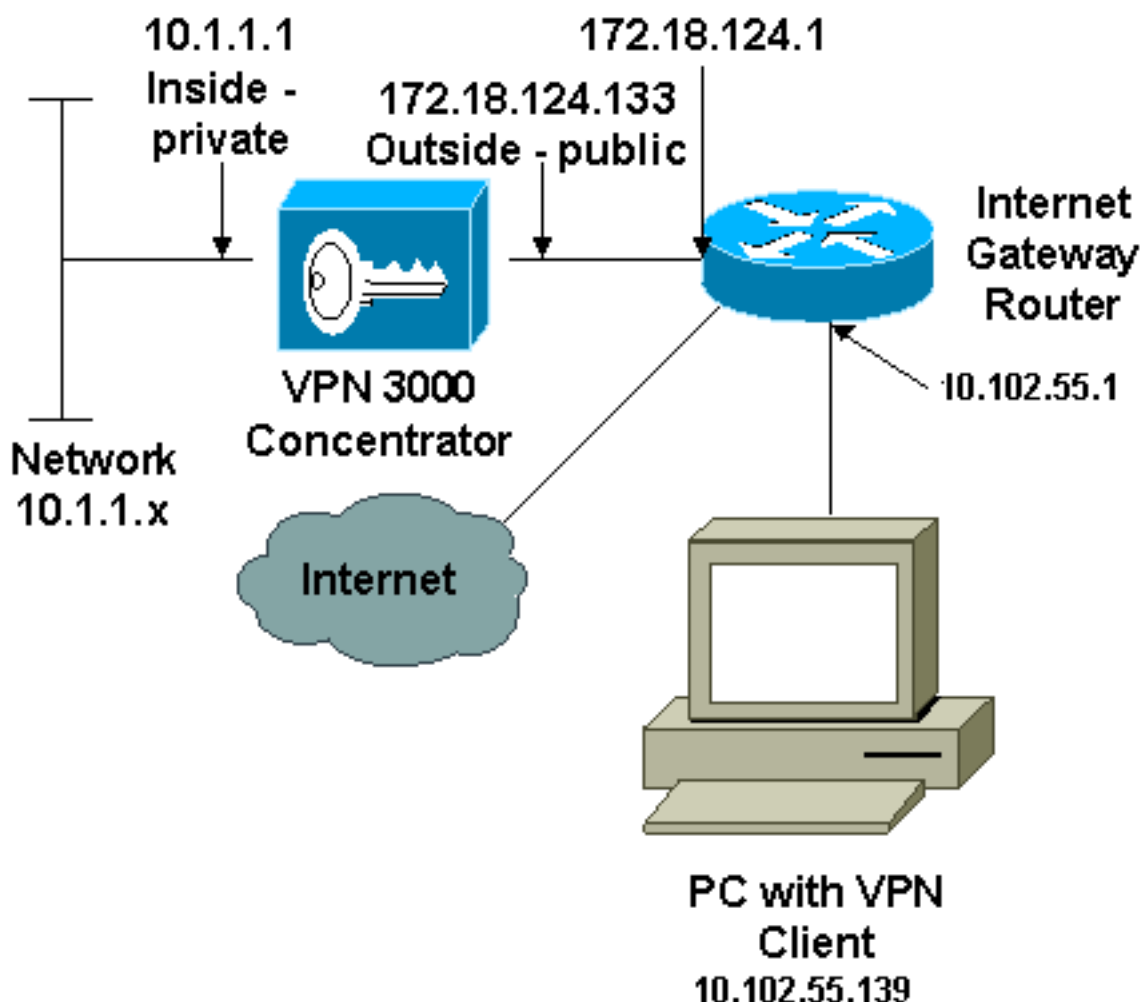 10.1.1.1
Inside -
private
172.18.124.133
Outside - public
172.18.124.1
Internet
Gateway
Router
10.102.55.1
VPN 3000
Concentrator
Network
10.1.1.x
Internet
PC with VPN
Client
10.102.55.139